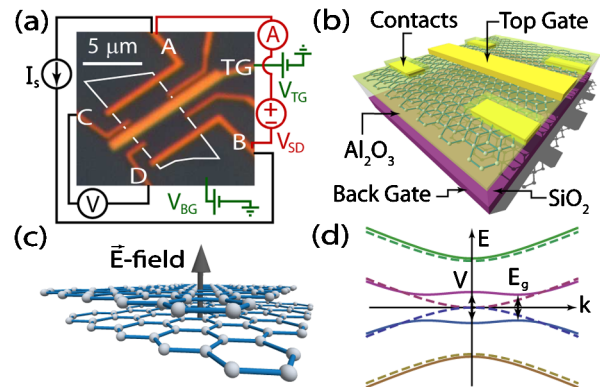 (a)
5 μm
A
A
TG
V_TG
I_s
C
B
V_SD
D
V
V_BG
(b)
Contacts
Top Gate
Al₂O₃
Back Gate
SiO₂
(c)
E⃗-field
(d)
E
V
E_g
k